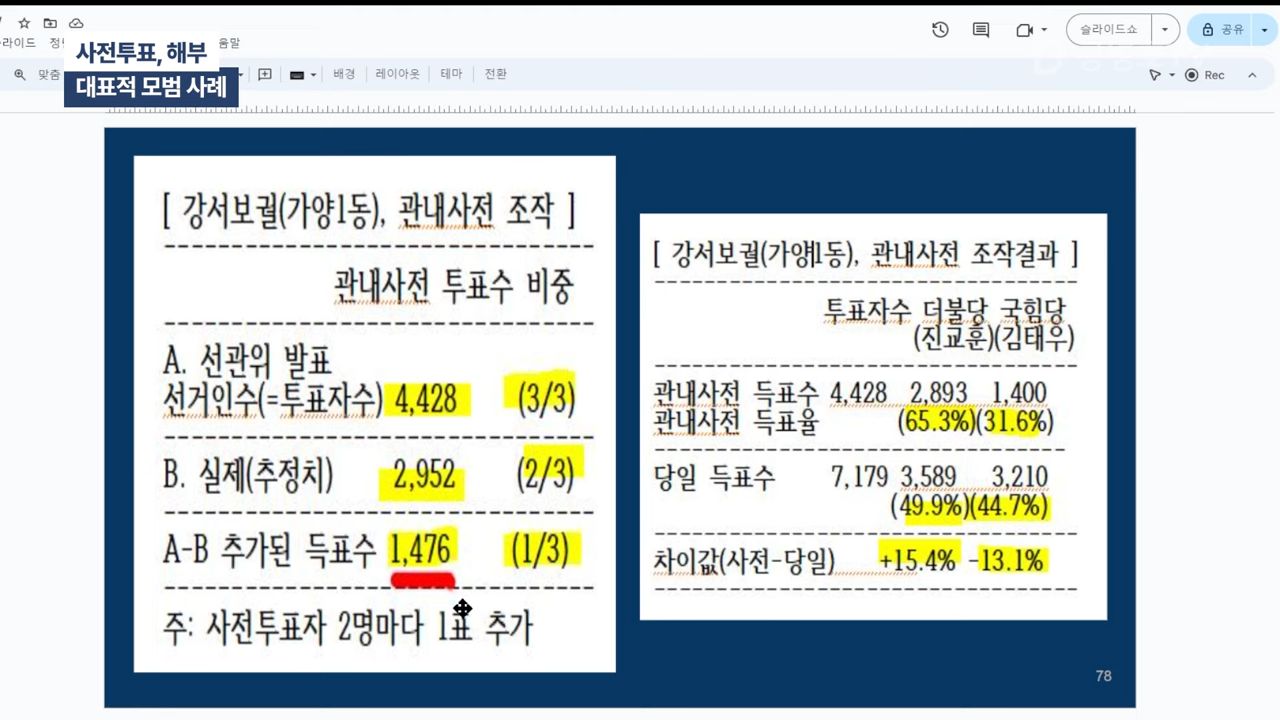 사전투표, 해부
대표적 모범 사례
라이드
움말
슬라이드쇼
공유
맞춤
배경
레이아웃
테마
전환
Rec
[ 강서보궐(가양1동), 관내사전 조작 ]
관내사전 투표수 비중
A. 선관위 발표
선거인수(=투표자수) 4,428 (3/3)
B. 실제(추정치) 2,952 (2/3)
A-B 추가된 득표수 1,476 (1/3)
주: 사전투표자 2명마다 1표 추가
[ 강서보궐(가양1동), 관내사전 조작결과 ]
투표자수 더불당 국힘당
(진교훈)(김태우)
관내사전 득표수 4,428 2,893 1,400
관내사전 득표율 (65.3%)(31.6%)
당일 득표수 7,179 3,589 3,210
(49.9%)(44.7%)
차이값(사전-당일) +15.4% -13.1%
78